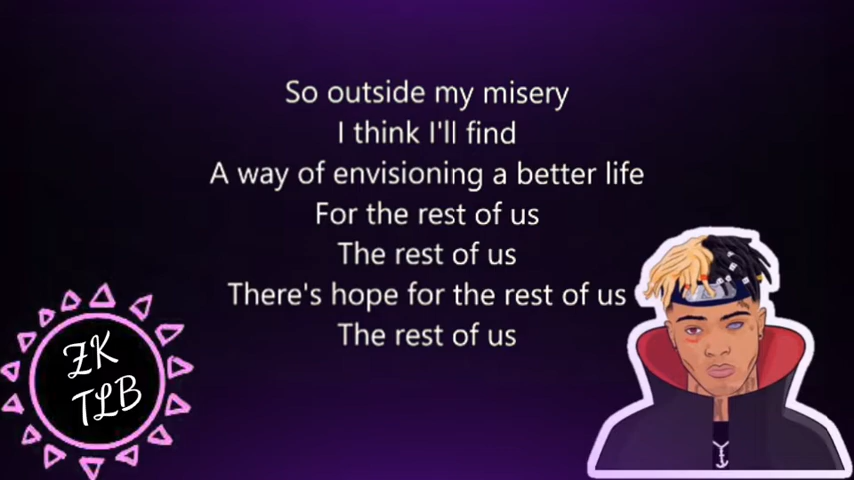 So outside my misery
I think I'll find
A way of envisioning a better life
For the rest of us
The rest of us
There's hope for the rest of us
The rest of us
ZK
TLB